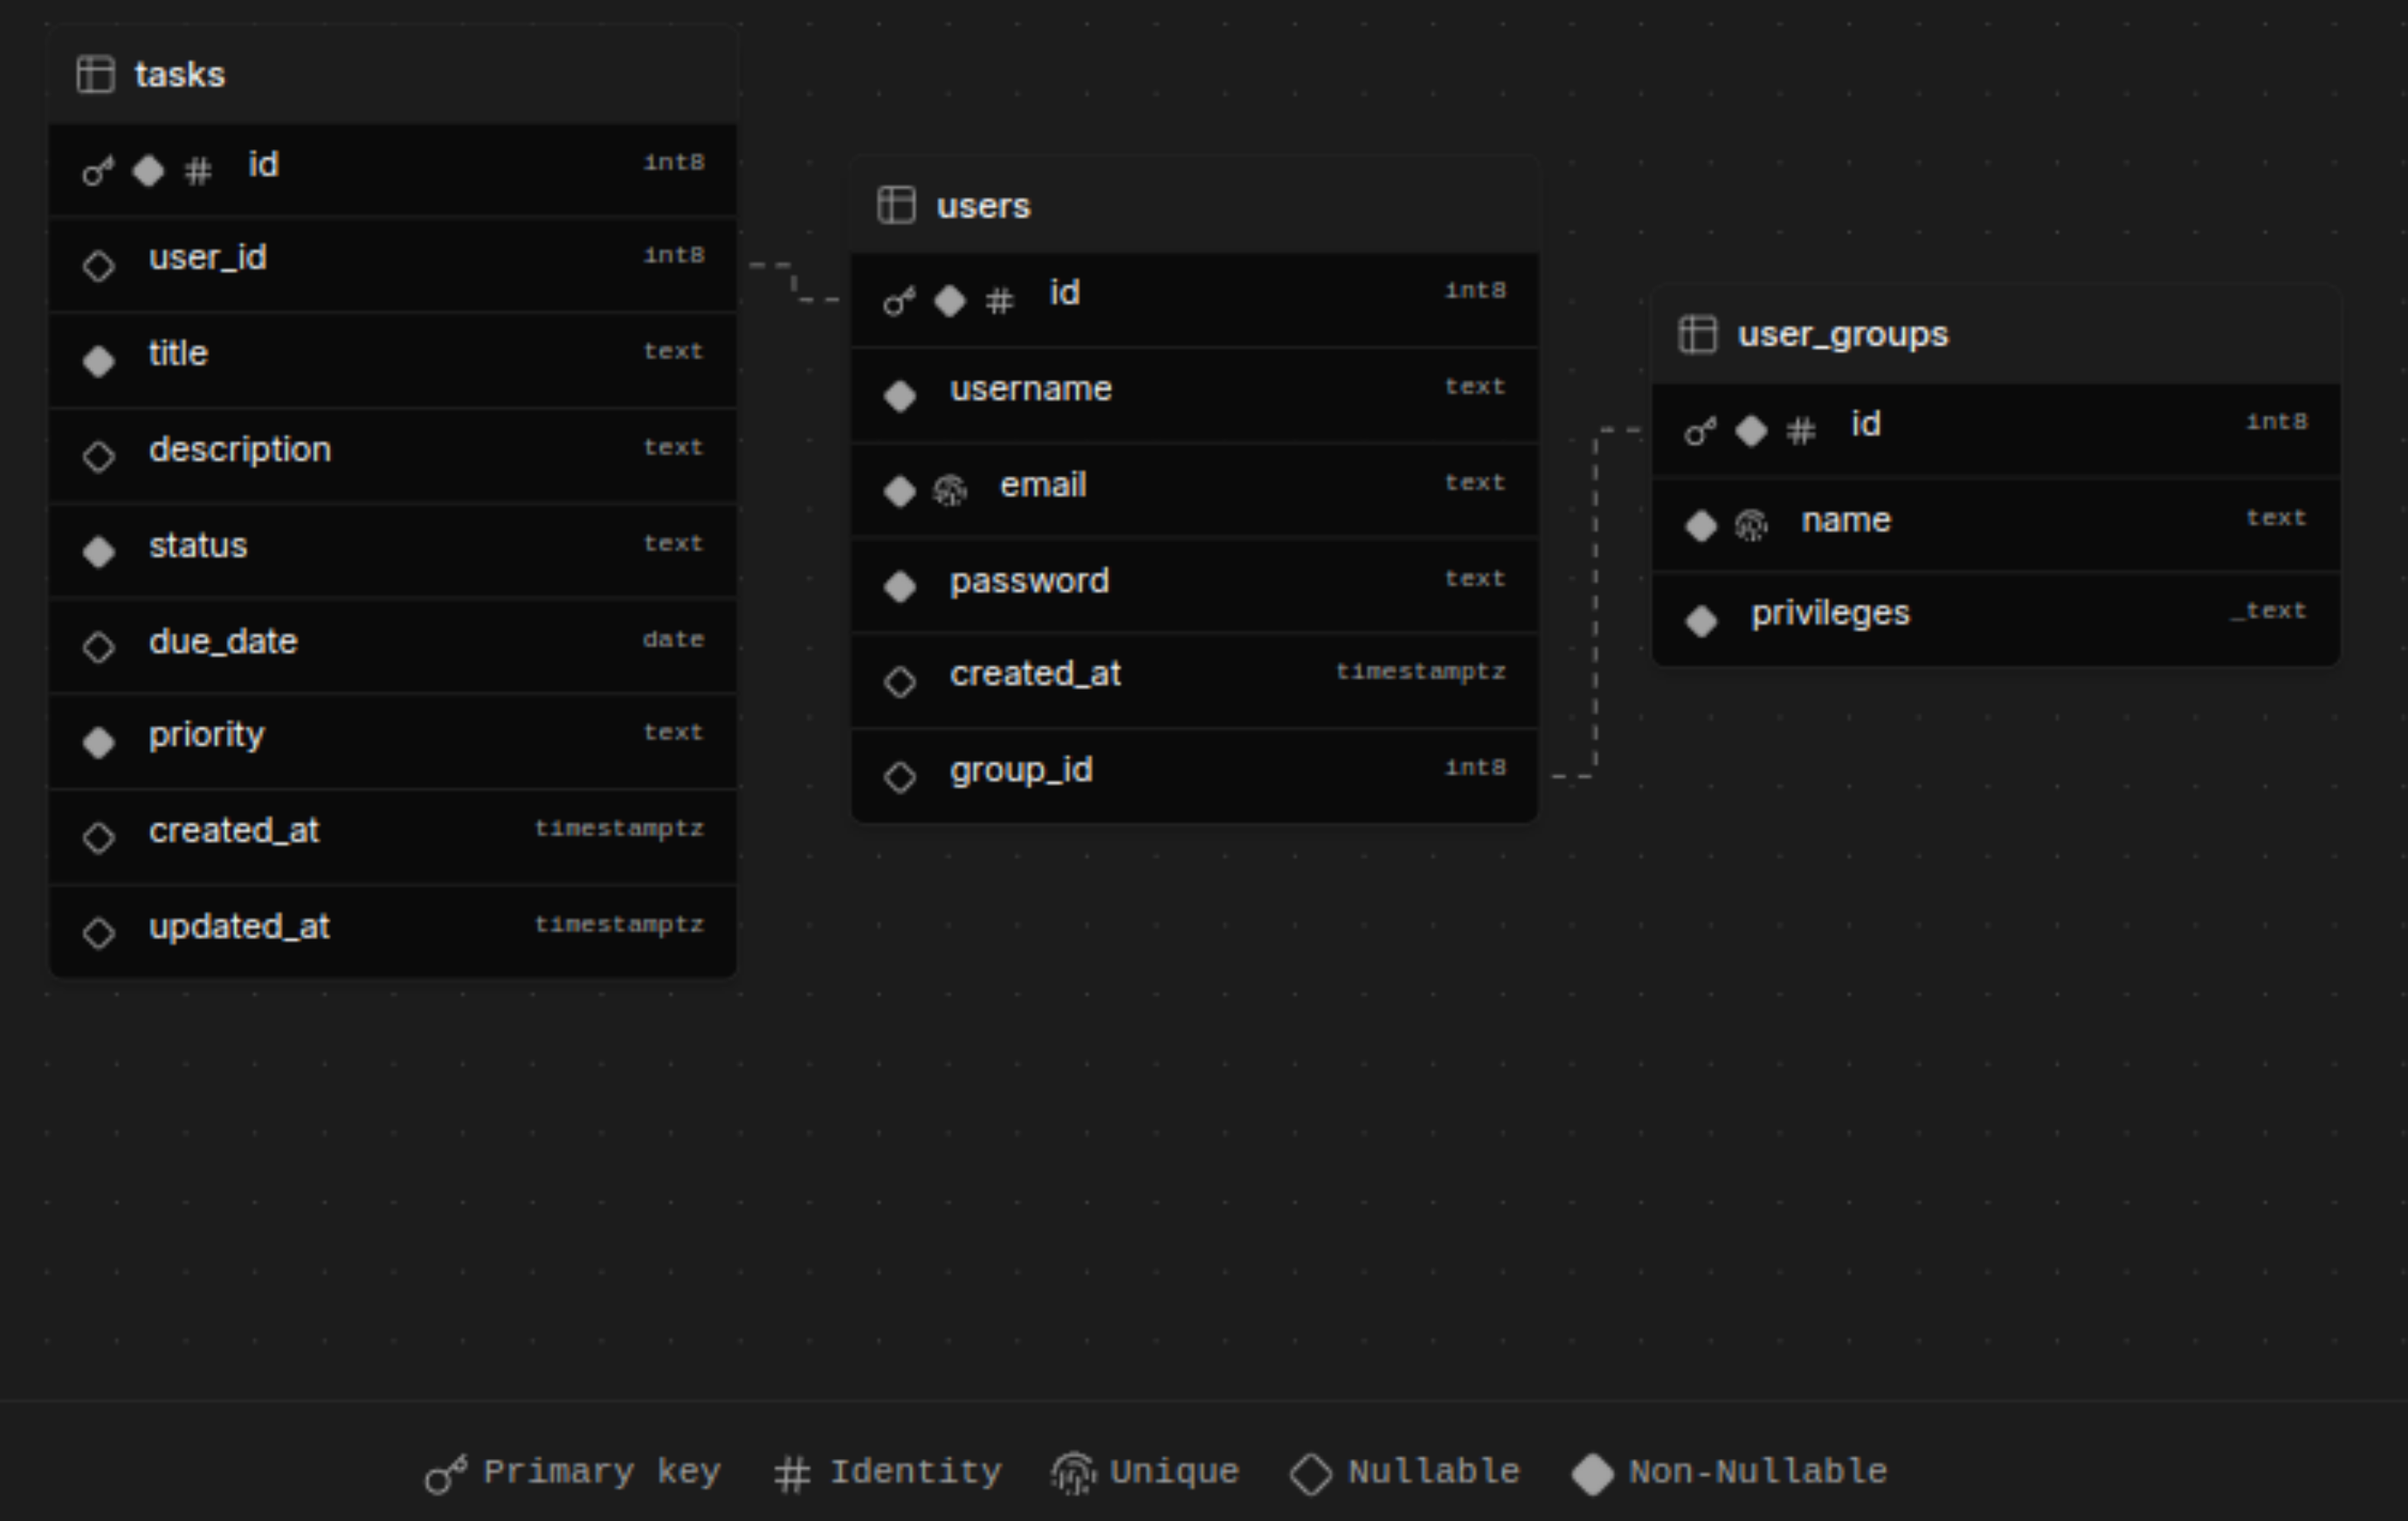 tasks
id int8
user_id int8
title text
description text
status text
due_date date
priority text
created_at timestamptz
updated_at timestamptz
users
id int8
username text
email text
password text
created_at timestamptz
group_id int8
user_groups
id int8
name text
privileges _text
Primary key # Identity Unique Nullable Non-Nullable